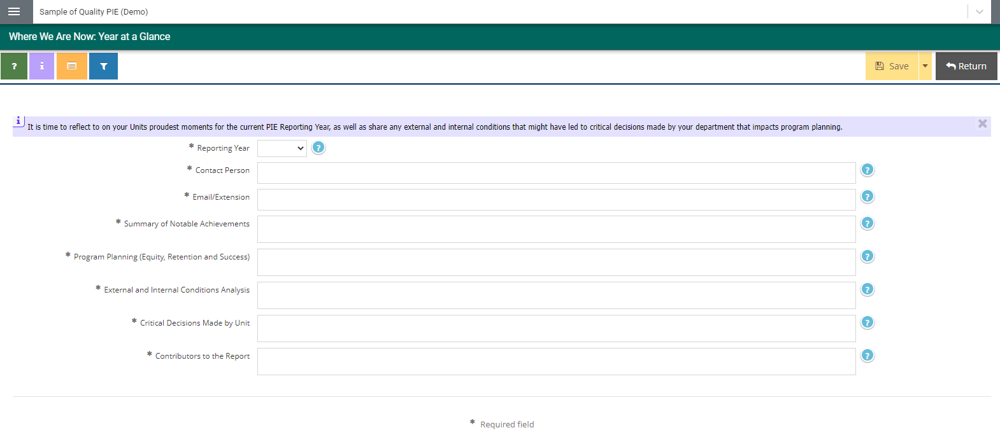 Sample of Quality PIE (Demo)
Where We Are Now: Year at a Glance
? i Save Return
i It is time to reflect to on your Units proudest moments for the current PIE Reporting Year, as well as share any external and internal conditions that might have led to critical decisions made by your department that impacts program planning.
* Reporting Year ?
* Contact Person ?
* Email/Extension ?
* Summary of Notable Achievements ?
* Program Planning (Equity, Retention and Success) ?
* External and Internal Conditions Analysis ?
* Critical Decisions Made by Unit ?
* Contributors to the Report ?
* Required field